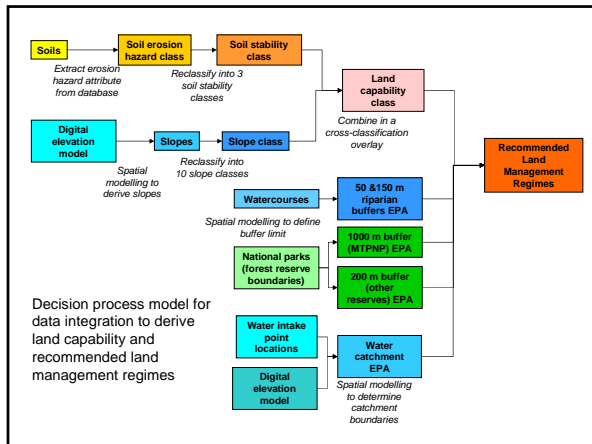 Soils
Soil erosion
hazard class
Soil stability
class
Extract erosion
hazard attribute
from database
Reclassify into 3
soil stability
classes
Land
capability
class
Combine in a
cross-classification
overlay
Digital
elevation
model
Slopes
Slope class
Spatial
modelling to
derive slopes
Reclassify into
10 slope classes
Recommended
Land
Management
Regimes
Watercourses
50 &150 m
riparian
buffers EPA
Spatial modelling to define
buffer limit
National parks
(forest reserve
boundaries)
1000 m buffer
(MTPNP) EPA
200 m buffer
(other
reserves) EPA
Decision process model for
data integration to derive
land capability and
recommended land
management regimes
Water intake
point
locations
Digital
elevation
model
Water
catchment
EPA
Spatial modelling
to determine
catchment
boundaries